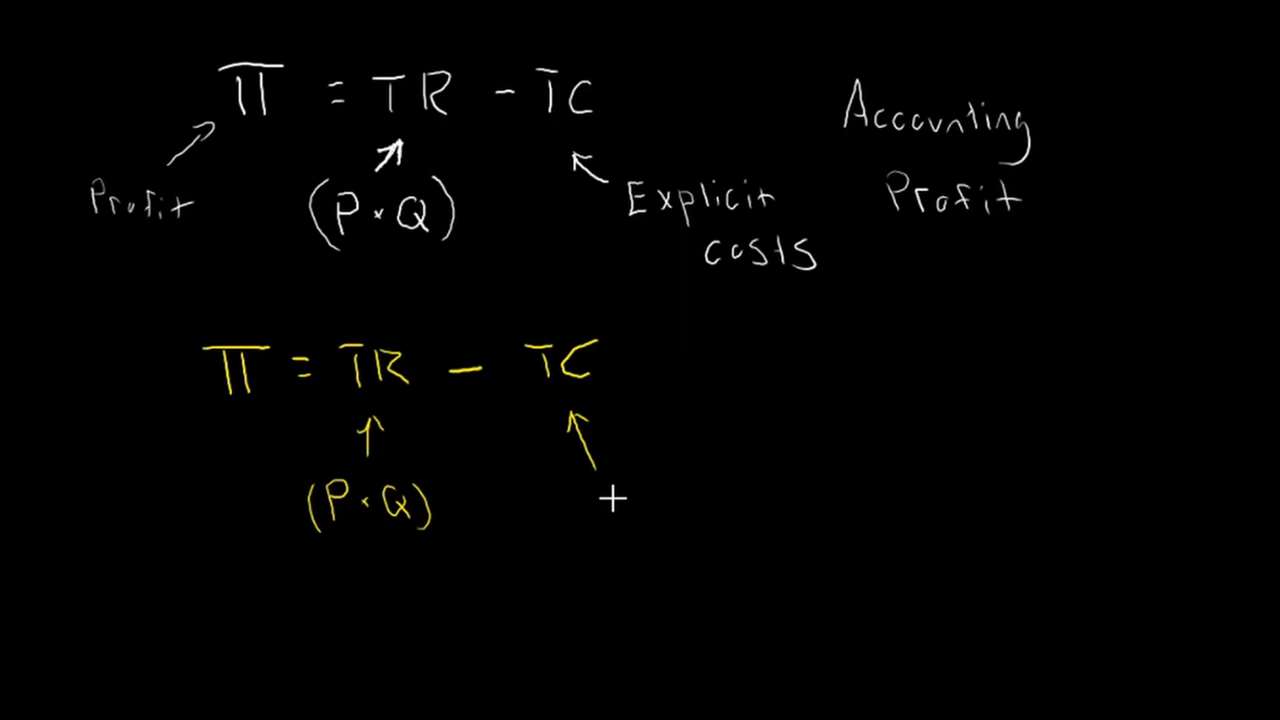 π = TR - TC
Accounting
Profit
Profit
(P × Q)
Explicit
costs
π = TR - TC
(P × Q)